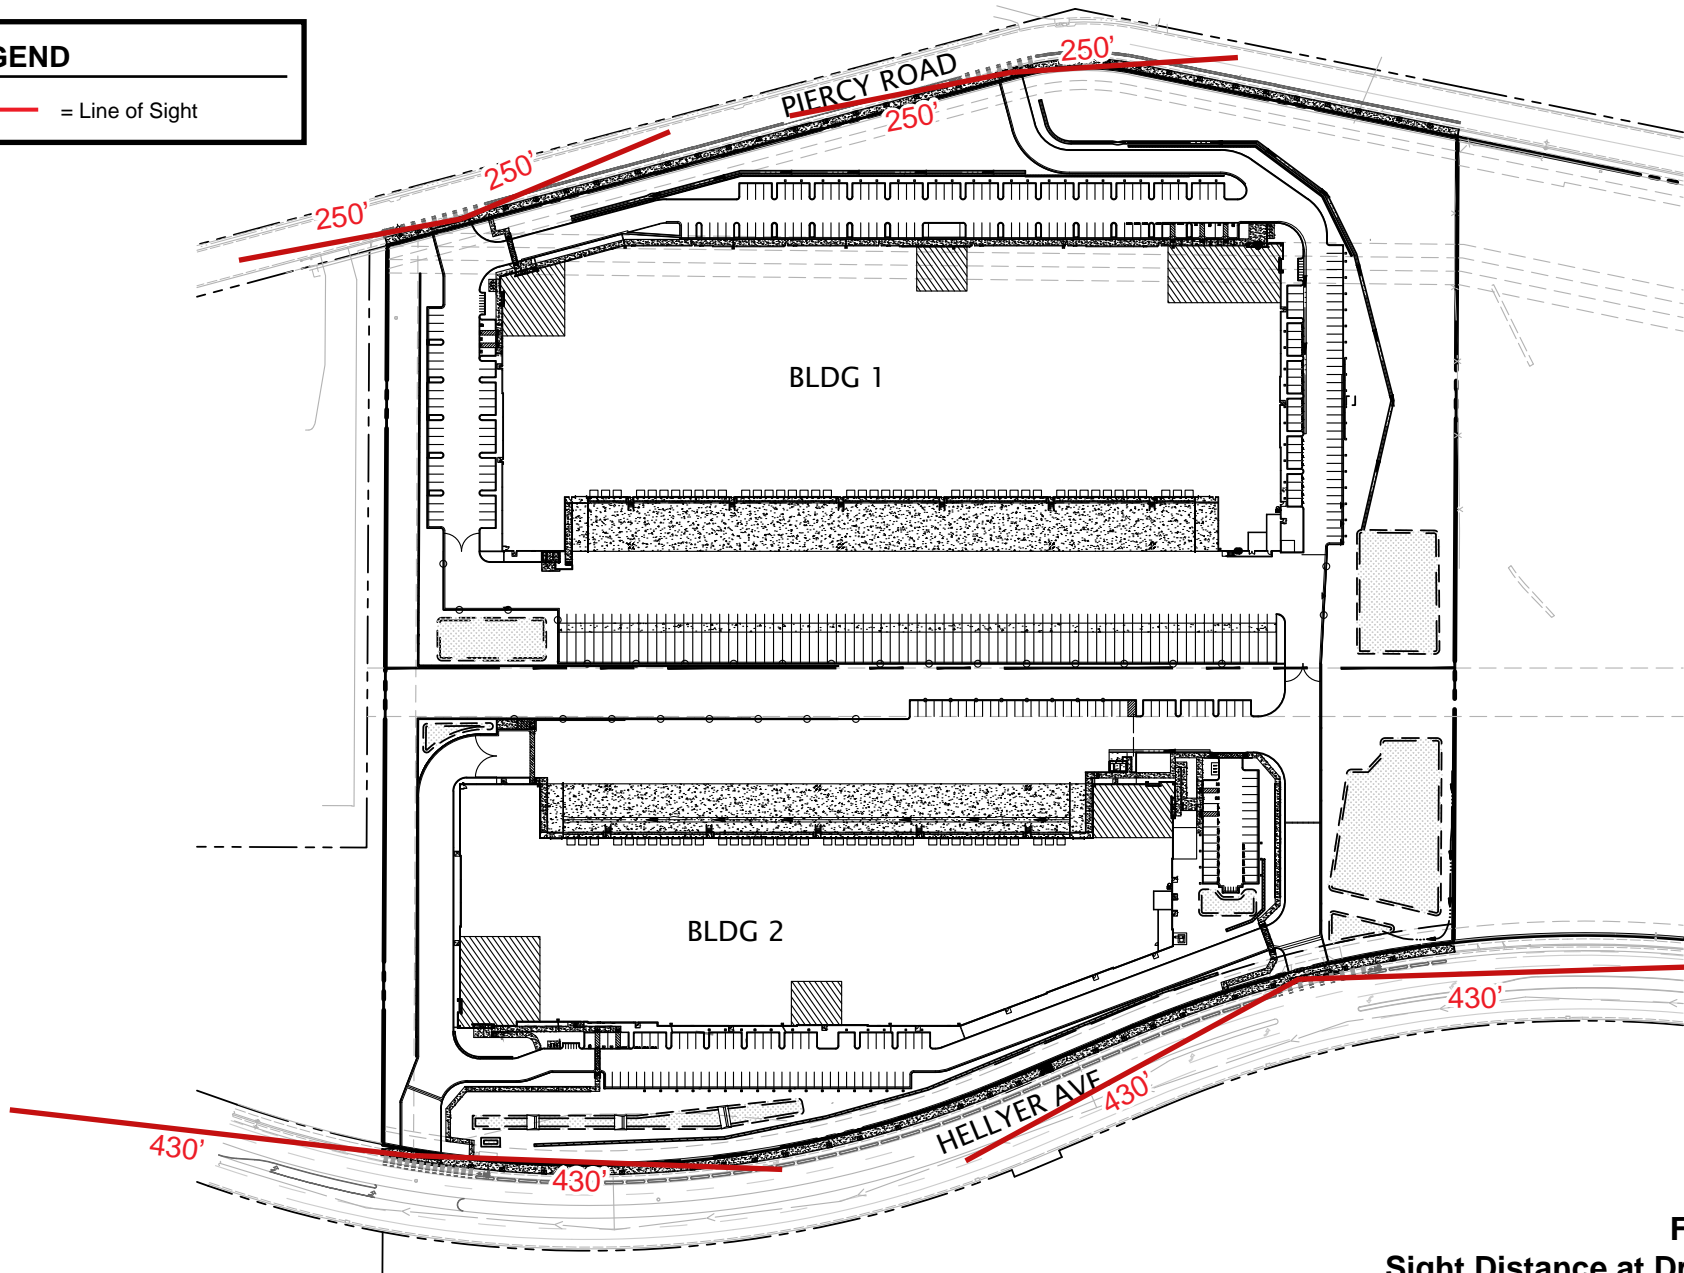 GEND
= Line of Sight
PIERCY ROAD
250'
250'
250'
250'
BLDG 1
BLDG 2
HELLYER AVE
430'
430'
430'
430'
F
Sight Distance at Dr